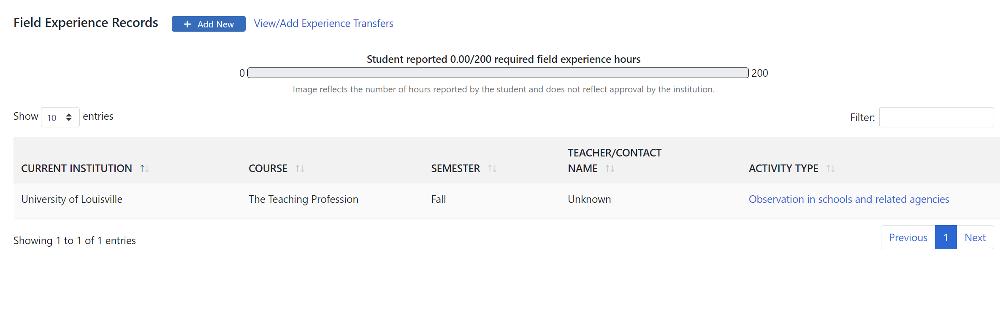 Field Experience Records + Add New View/Add Experience Transfers
Student reported 0.00/200 required field experience hours
0 200
Image reflects the number of hours reported by the student and does not reflect approval by the institution.
Show 10 entries Filter:
TEACHER/CONTACT
CURRENT INSTITUTION ↑↓ COURSE ↑↓ SEMESTER ↑↓ NAME ↑↓ ACTIVITY TYPE ↑↓
University of Louisville The Teaching Profession Fall Unknown Observation in schools and related agencies
Showing 1 to 1 of 1 entries Previous 1 Next